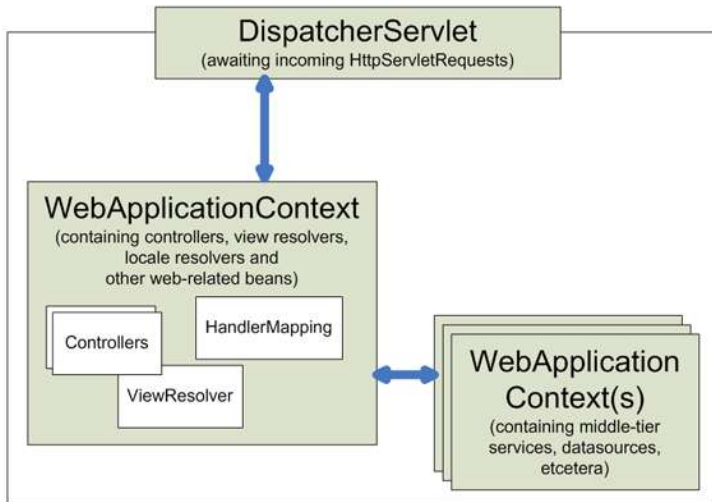 DispatcherServlet
(awaiting incoming HttpServletRequests)
WebApplicationContext
(containing controllers, view resolvers,
locale resolvers and
other web-related beans)
HandlerMapping
Controllers
ViewResolver
WebApplication
Context(s)
(containing middle-tier
services, datasources,
etcetera)